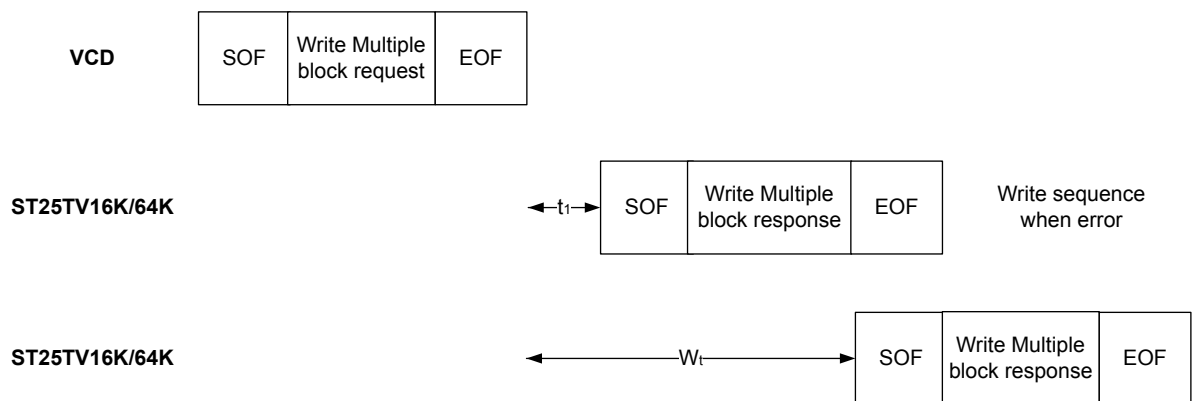 VCD
SOF
Write Multiple
block request
EOF
ST25TV16K/64K
t1
SOF
Write Multiple
block response
EOF
Write sequence
when error
ST25TV16K/64K
Wt
SOF
Write Multiple
block response
EOF